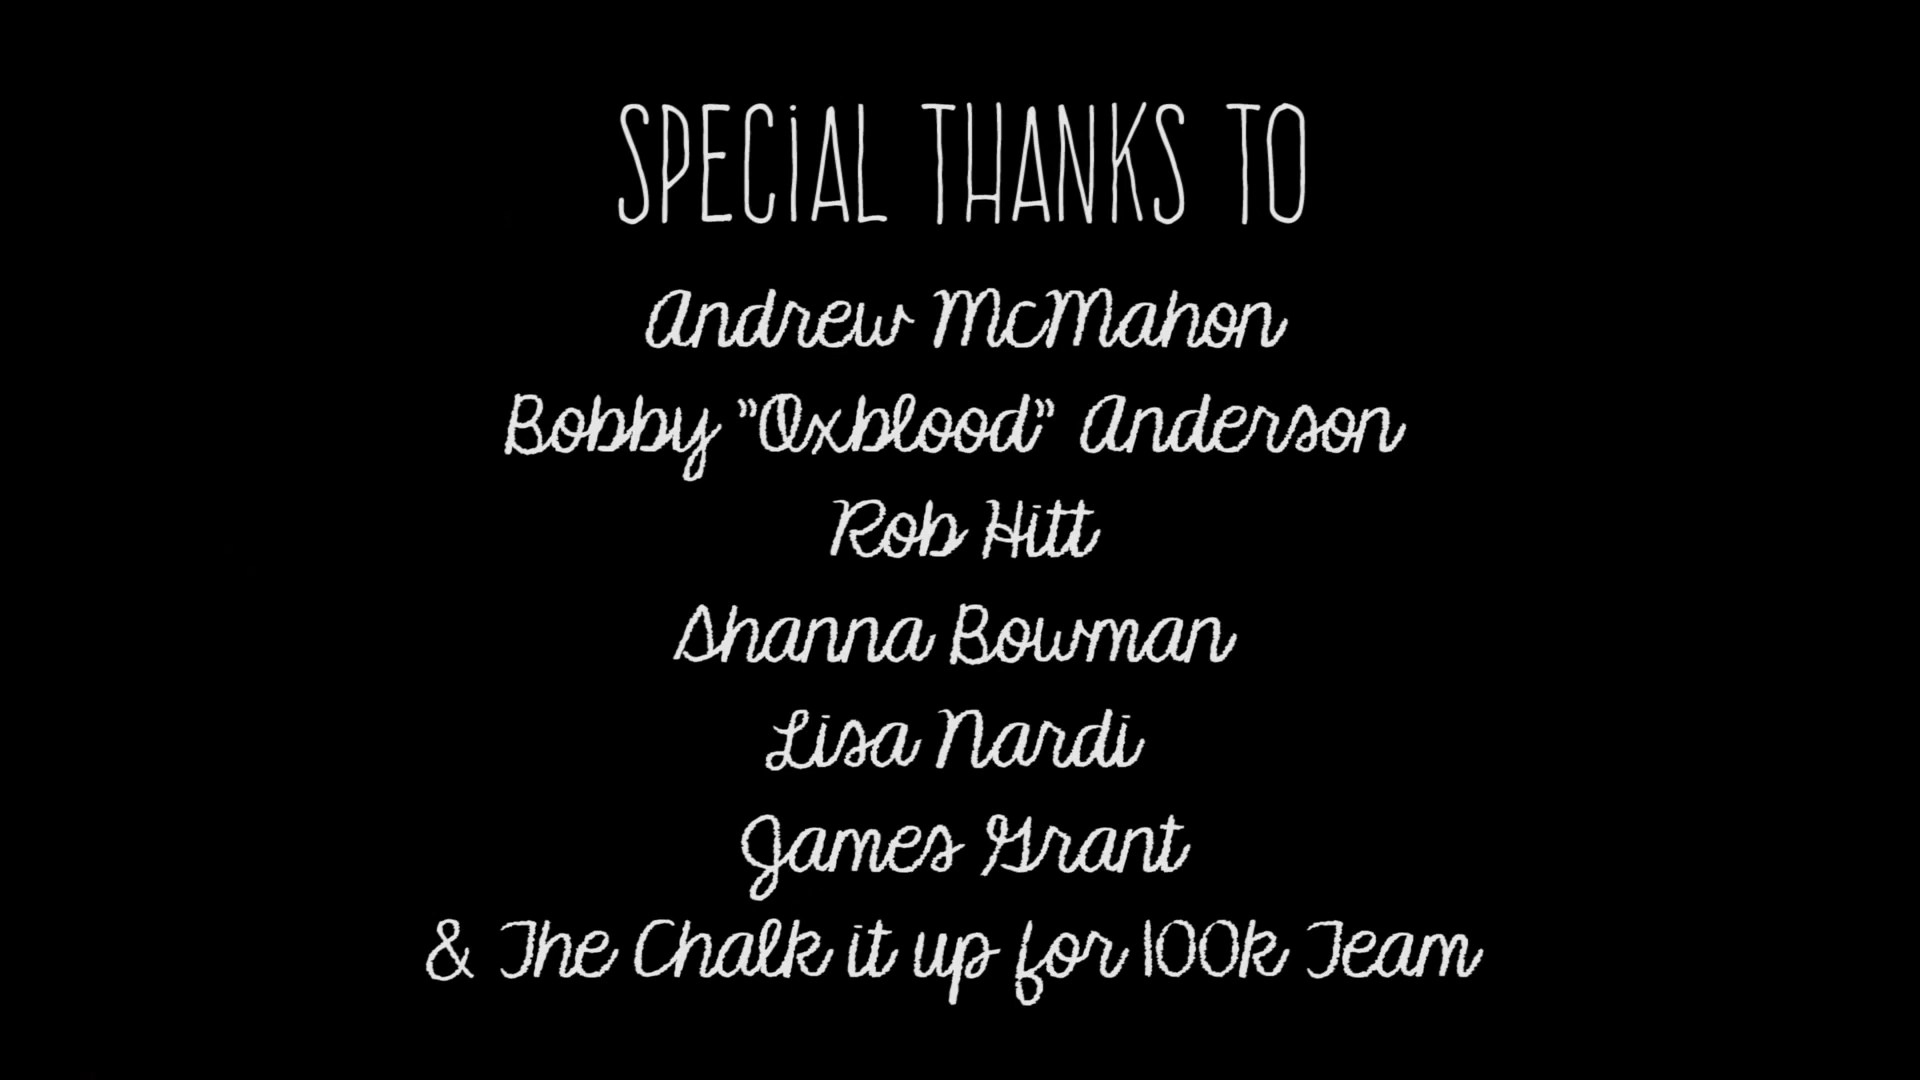 SPECiAL THANKS TO
Andrew McMahon
Bobby "Oxblood" Anderson
Rob Hitt
Shanna Bowman
Lisa Nardi
James Grant
& The Chalk it up for 100k Team